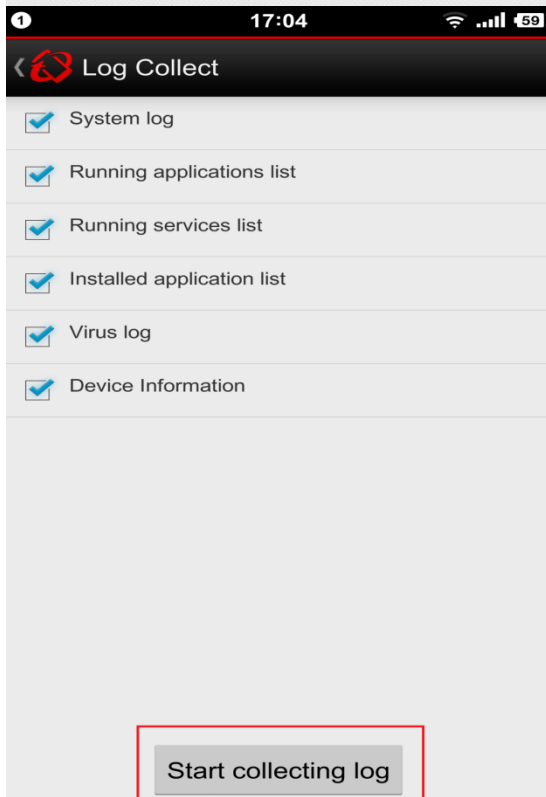 1 17:04 59
Log Collect
System log
Running applications list
Running services list
Installed application list
Virus log
Device Information
Start collecting log